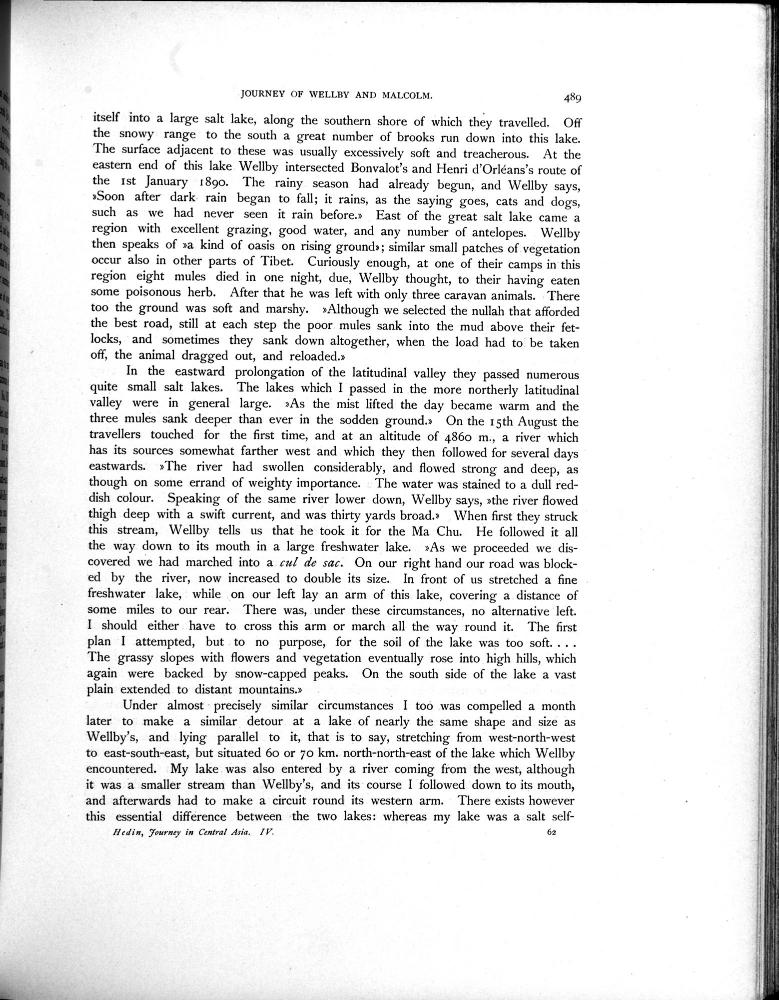 JOURNEY OF WELLBY AND MALCOLM. 489
itself into a large salt lake, along the southern shore of which they travelled. Off
the snowy range to the south a great number of brooks run down into this lake.
The surface adjacent to these was usually excessively soft and treacherous. At the
eastern end of this lake Wellby intersected Bonvalot's and Henri d'Orléans's route of
the 1st January 1890. The rainy season had already begun, and Wellby says,
»Soon after dark rain began to fall; it rains, as the saying goes, cats and dogs,
such as we had never seen it rain before.» East of the great salt lake came a
region with excellent grazing, good water, and any number of antelopes. Wellby
then speaks of »a kind of oasis on rising ground»; similar small patches of vegetation
occur also in other parts of Tibet. Curiously enough, at one of their camps in this
region eight mules died in one night, due, Wellby thought, to their having eaten
some poisonous herb. After that he was left with only three caravan animals. There
too the ground was soft and marshy. »Although we selected the nullah that afforded
the best road, still at each step the poor mules sank into the mud above their fet-
locks, and sometimes they sank down altogether, when the load had to be taken
off, the animal dragged out, and reloaded.»
In the eastward prolongation of the latitudinal valley they passed numerous
quite small salt lakes. The lakes which I passed in the more northerly latitudinal
valley were in general large. »As the mist lifted the day became warm and the
three mules sank deeper than ever in the sodden ground.» On the 15th August the
travellers touched for the first time, and at an altitude of 4860 m., a river which
has its sources somewhat farther west and which they then followed for several days
eastwards. »The river had swollen considerably, and flowed strong and deep, as
though on some errand of weighty importance. The water was stained to a dull red-
dish colour. Speaking of the same river lower down, Wellby says, »the river flowed
thigh deep with a swift current, and was thirty yards broad.» When first they struck
this stream, Wellby tells us that he took it for the Ma Chu. He followed it all
the way down to its mouth in a large freshwater lake. »As we proceeded we dis-
covered we had marched into a cul de sac. On our right hand our road was block-
ed by the river, now increased to double its size. In front of us stretched a fine
freshwater lake, while on our left lay an arm of this lake, covering a distance of
some miles to our rear. There was, under these circumstances, no alternative left.
I should either have to cross this arm or march all the way round it. The first
plan I attempted, but to no purpose, for the soil of the lake was too soft. . . .
The grassy slopes with flowers and vegetation eventually rose into high hills, which
again were backed by snow-capped peaks. On the south side of the lake a vast
plain extended to distant mountains.»
Under almost precisely similar circumstances I too was compelled a month
later to make a similar detour at a lake of nearly the same shape and size as
Wellby's, and lying parallel to it, that is to say, stretching from west-north-west
to east-south-east, but situated 60 or 70 km. north-north-east of the lake which Wellby
encountered. My lake was also entered by a river coming from the west, although
it was a smaller stream than Wellby's, and its course I followed down to its mouth,
and afterwards had to make a circuit round its western arm. There exists however
this essential difference between the two lakes: whereas my lake was a salt self-
Hedin, Journey in Central Asia. IV. 62